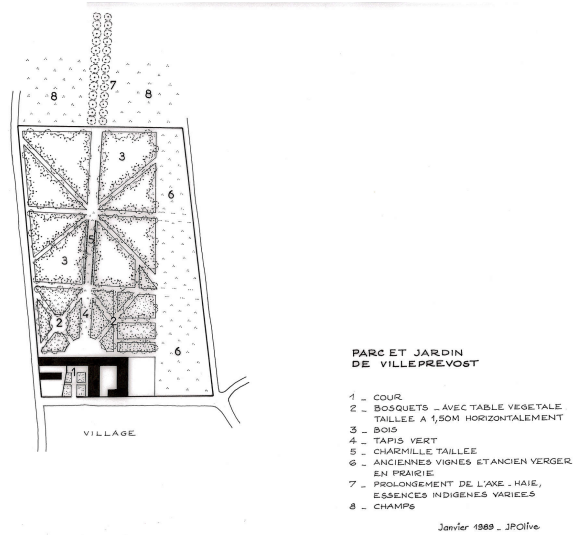 7
8
8
3
6
5
3
4
2
2
6
1
VILLAGE
PARC ET JARDIN
DE VILLEPREVOST
1 _ COUR
2 _ BOSQUETS _ AVEC TABLE VEGETALE
TAILLEE A 1,50M HORIZONTALEMENT
3 _ BOIS
4 _ TAPIS VERT
5 _ CHARMILLE TAILLEE
6 _ ANCIENNES VIGNES ET ANCIEN VERGER
EN PRAIRIE
7 _ PROLONGEMENT DE L'AXE _ HAIE,
ESSENCES INDIGENES VARIEES
8 _ CHAMPS
Janvier 1989 _ JP.Olive